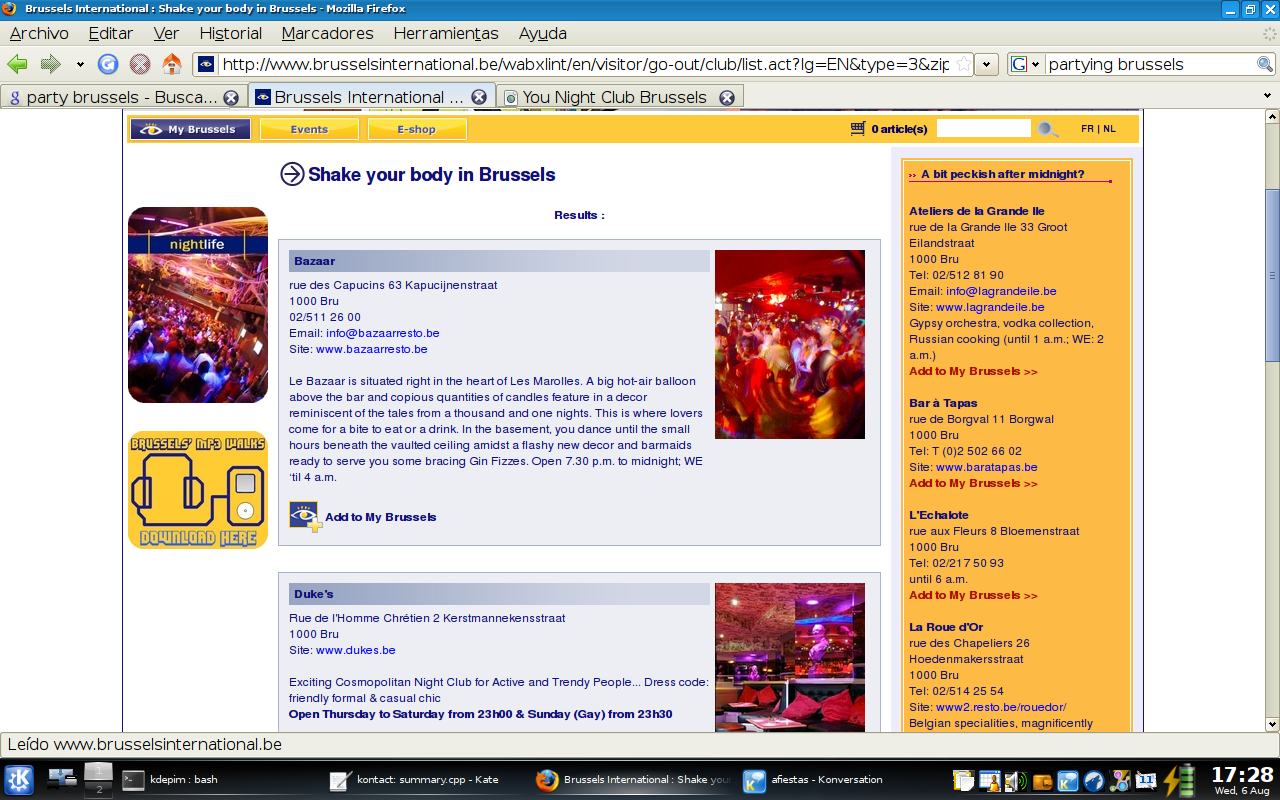 Brussels International : Shake your body in Brussels - Mozilla Firefox
Archivo Editar Ver Historial Marcadores Herramientas Ayuda
http://www.brusselsinternational.be/wabxlint/en/visitor/go-out/club/list.act?lg=EN&type=3&zip
G partying brussels
g party brussels - Busca...
Brussels International ...
You Night Club Brussels
My Brussels
Events
E-shop
0 article(s)
FR | NL
Shake your body in Brussels
Results :
nightlife
BRUSSELS' MP3 WALKS
DOWNLOAD HERE
Bazaar
rue des Capucins 63 Kapucijnenstraat
1000 Bru
02/511 26 00
Email: info@bazaarresto.be
Site: www.bazaarresto.be
Le Bazaar is situated right in the heart of Les Marolles. A big hot-air balloon
above the bar and copious quantities of candles feature in a decor
reminiscent of the tales from a thousand and one nights. This is where lovers
come for a bite to eat or a drink. In the basement, you dance until the small
hours beneath the vaulted ceiling amidst a flashy new decor and barmaids
ready to serve you some bracing Gin Fizzes. Open 7.30 p.m. to midnight; WE
'til 4 a.m.
Add to My Brussels
Duke's
Rue de l'Homme Chrétien 2 Kerstmannekensstraat
1000 Bru
Site: www.dukes.be
Exciting Cosmopolitan Night Club for Active and Trendy People... Dress code:
friendly formal & casual chic
Open Thursday to Saturday from 23h00 & Sunday (Gay) from 23h30
›› A bit peckish after midnight?
Ateliers de la Grande Ile
rue de la Grande Ile 33 Groot
Eilandstraat
1000 Bru
Tel: 02/512 81 90
Email: info@lagrandeile.be
Site: www.lagrandeile.be
Gypsy orchestra, vodka collection,
Russian cooking (until 1 a.m.; WE: 2
a.m.)
Add to My Brussels >>
Bar à Tapas
rue de Borgval 11 Borgwal
1000 Bru
Tel: T (0)2 502 66 02
Site: www.baratapas.be
Add to My Brussels >>
L'Echalote
rue aux Fleurs 8 Bloemenstraat
1000 Bru
Tel: 02/217 50 93
until 6 a.m.
Add to My Brussels >>
La Roue d'Or
rue des Chapeliers 26
Hoedenmakersstraat
1000 Bru
Tel: 02/514 25 54
Site: www2.resto.be/rouedor/
Belgian specialities, magnificently
Leído www.brusselsinternational.be
1
2
kdepim : bash
kontact: summary.cpp - Kate
Brussels International : Shake you
afiestas - Konversation
11
17:28
Wed, 6 Aug